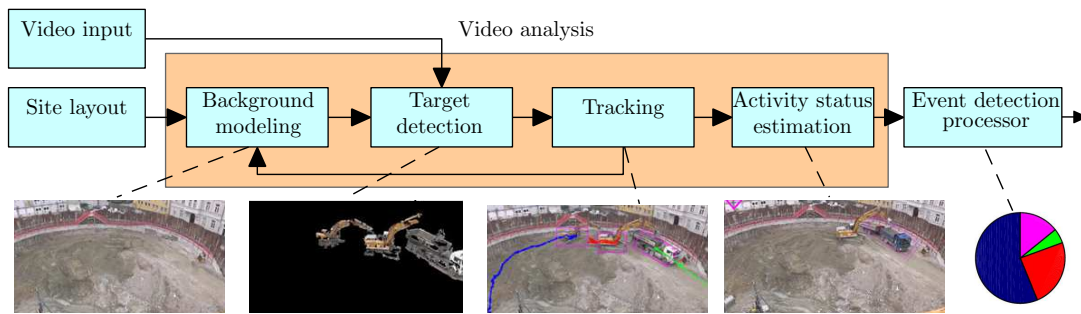 Video input
Video analysis
Site layout
Background
modeling
Target
detection
Tracking
Activity status
estimation
Event detection
processor